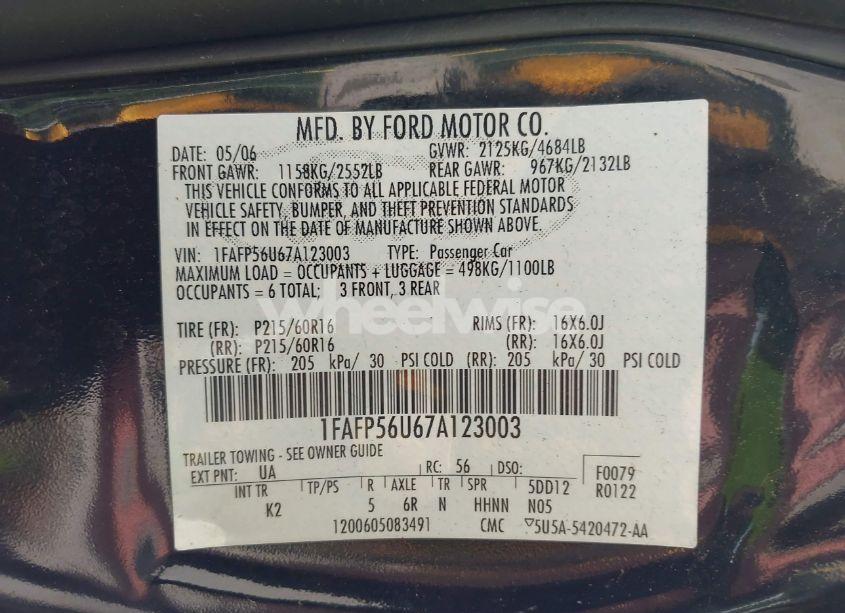 MFD. BY FORD MOTOR CO.
DATE: 05/06 GVWR: 2125KG/4684LB
FRONT GAWR: 1158KG/2552LB REAR GAWR: 967KG/2132LB
THIS VEHICLE CONFORMS TO ALL APPLICABLE FEDERAL MOTOR
VEHICLE SAFETY, BUMPER, AND THEFT PREVENTION STANDARDS
IN EFFECT ON THE DATE OF MANUFACTURE SHOWN ABOVE.
VIN: 1FAFP56U67A123003 TYPE: Passenger Car
MAXIMUM LOAD = OCCUPANTS + LUGGAGE = 498KG/1100LB
OCCUPANTS = 6 TOTAL; 3 FRONT, 3 REAR
wheelwise
TIRE (FR): P215/60R16 RIMS (FR): 16X6.0J
(RR): P215/60R16 (RR): 16X6.0J
PRESSURE (FR): 205 kPa/ 30 PSI COLD (RR): 205 kPa/ 30 PSI COLD
1FAFP56U67A123003
TRAILER TOWING - SEE OWNER GUIDE
EXT PNT: UA RC: 56 DSO: F0079
INT TR TP/PS R AXLE TR SPR 5DD12 R0122
K2 5 6R N HHNN N05
1200605083491 CMC ▽5U5A-5420472-AA